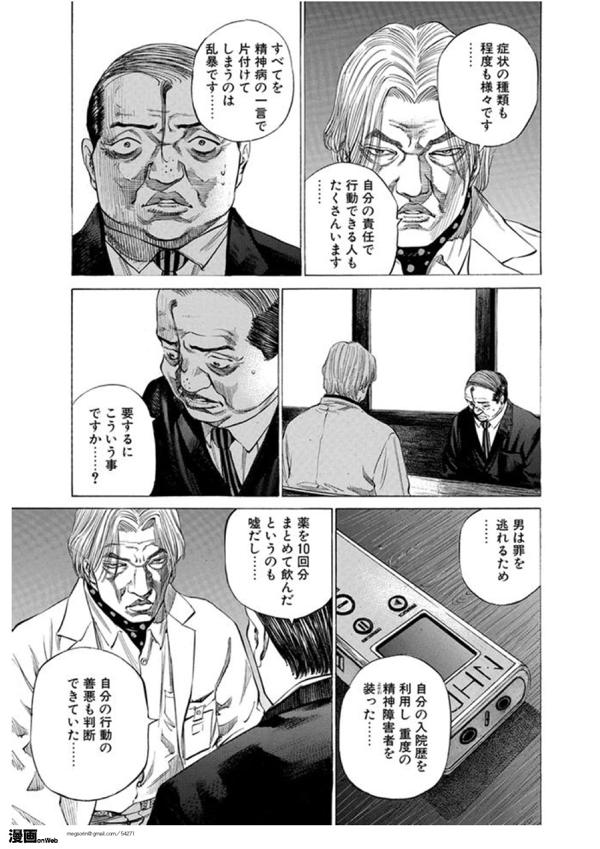 症状の種類も
程度も様々です
……
自分の責任で
行動できる人も
たくさんいます
……
すべてを
精神病の一言で
片付けて
しまうのは
乱暴です……
要するに
こういう事
ですか……?
男は罪を
逃れるため
……
自分の入院歴を
利用し 重度の
精神障害者を
装った……
薬を10回分
まとめて飲んだ
というのも
嘘だし……
自分の行動の
善悪も判断
できていた……
漫画 on Web
megaorin@gmail.com/54271